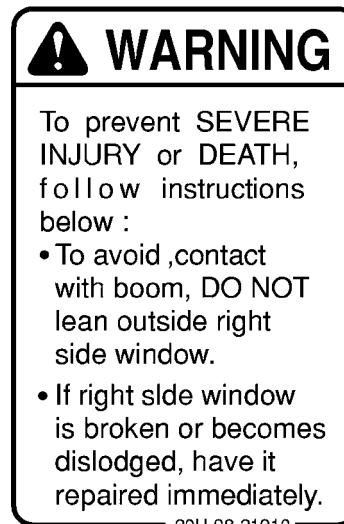 WARNING
To prevent SEVERE
INJURY or DEATH,
follow instructions
below :
• To avoid ,contact
with boom, DO NOT
lean outside right
side window.
• If right slde window
is broken or becomes
dislodged, have it
repaired immediately.